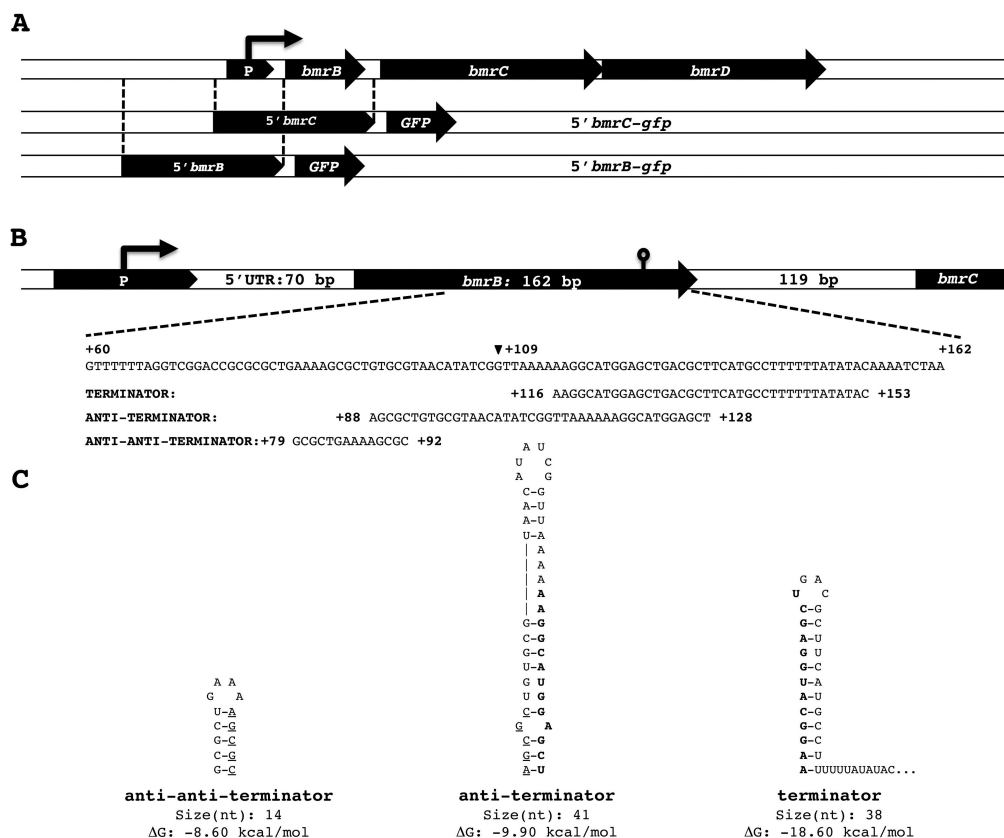 A
P bmrB bmrC bmrD
5'bmrC GFP 5'bmrC-gfp
5'bmrB GFP 5'bmrB-gfp
B
P 5'UTR:70 bp bmrB: 162 bp 119 bp bmrC
+60 ▼+109 +162
GTTTTTTAGGTCGGACCGCGCGCTGAAAAGCGCTGTGCGTAACATATCGGTTAAAAAAGGCATGGAGCTGACGCTTCATGCCTTTTTTTATATACAAAATCTAA
TERMINATOR: +116 AAGGCATGGAGCTGACGCTTCATGCCTTTTTTTATATAC +153
ANTI-TERMINATOR: +88 AGCGCTGTGCGTAACATATCGGTTAAAAAAGGCATGGAGCT +128
ANTI-ANTI-TERMINATOR:+79 GCGCTGAAAAGCGC +92
C
A A
G A
U-A
C-G
G-C
C-G
G-C
anti-anti-terminator
Size(nt): 14
ΔG: -8.60 kcal/mol
A U
U C
A G
C-G
A-U
A-U
U-A
| A
| A
| A
| A
| A
G-G
C-G
G-C
U-A
G-U
U-G
C-G
G A
C-G
G-C
A-U
anti-terminator
Size(nt): 41
ΔG: -9.90 kcal/mol
G A
U C
C-G
G-C
A-U
G-C
G-U
U-A
A-U
C-G
G-C
G-C
A-U
A-UUUUUAUAUAC...
terminator
Size(nt): 38
ΔG: -18.60 kcal/mol